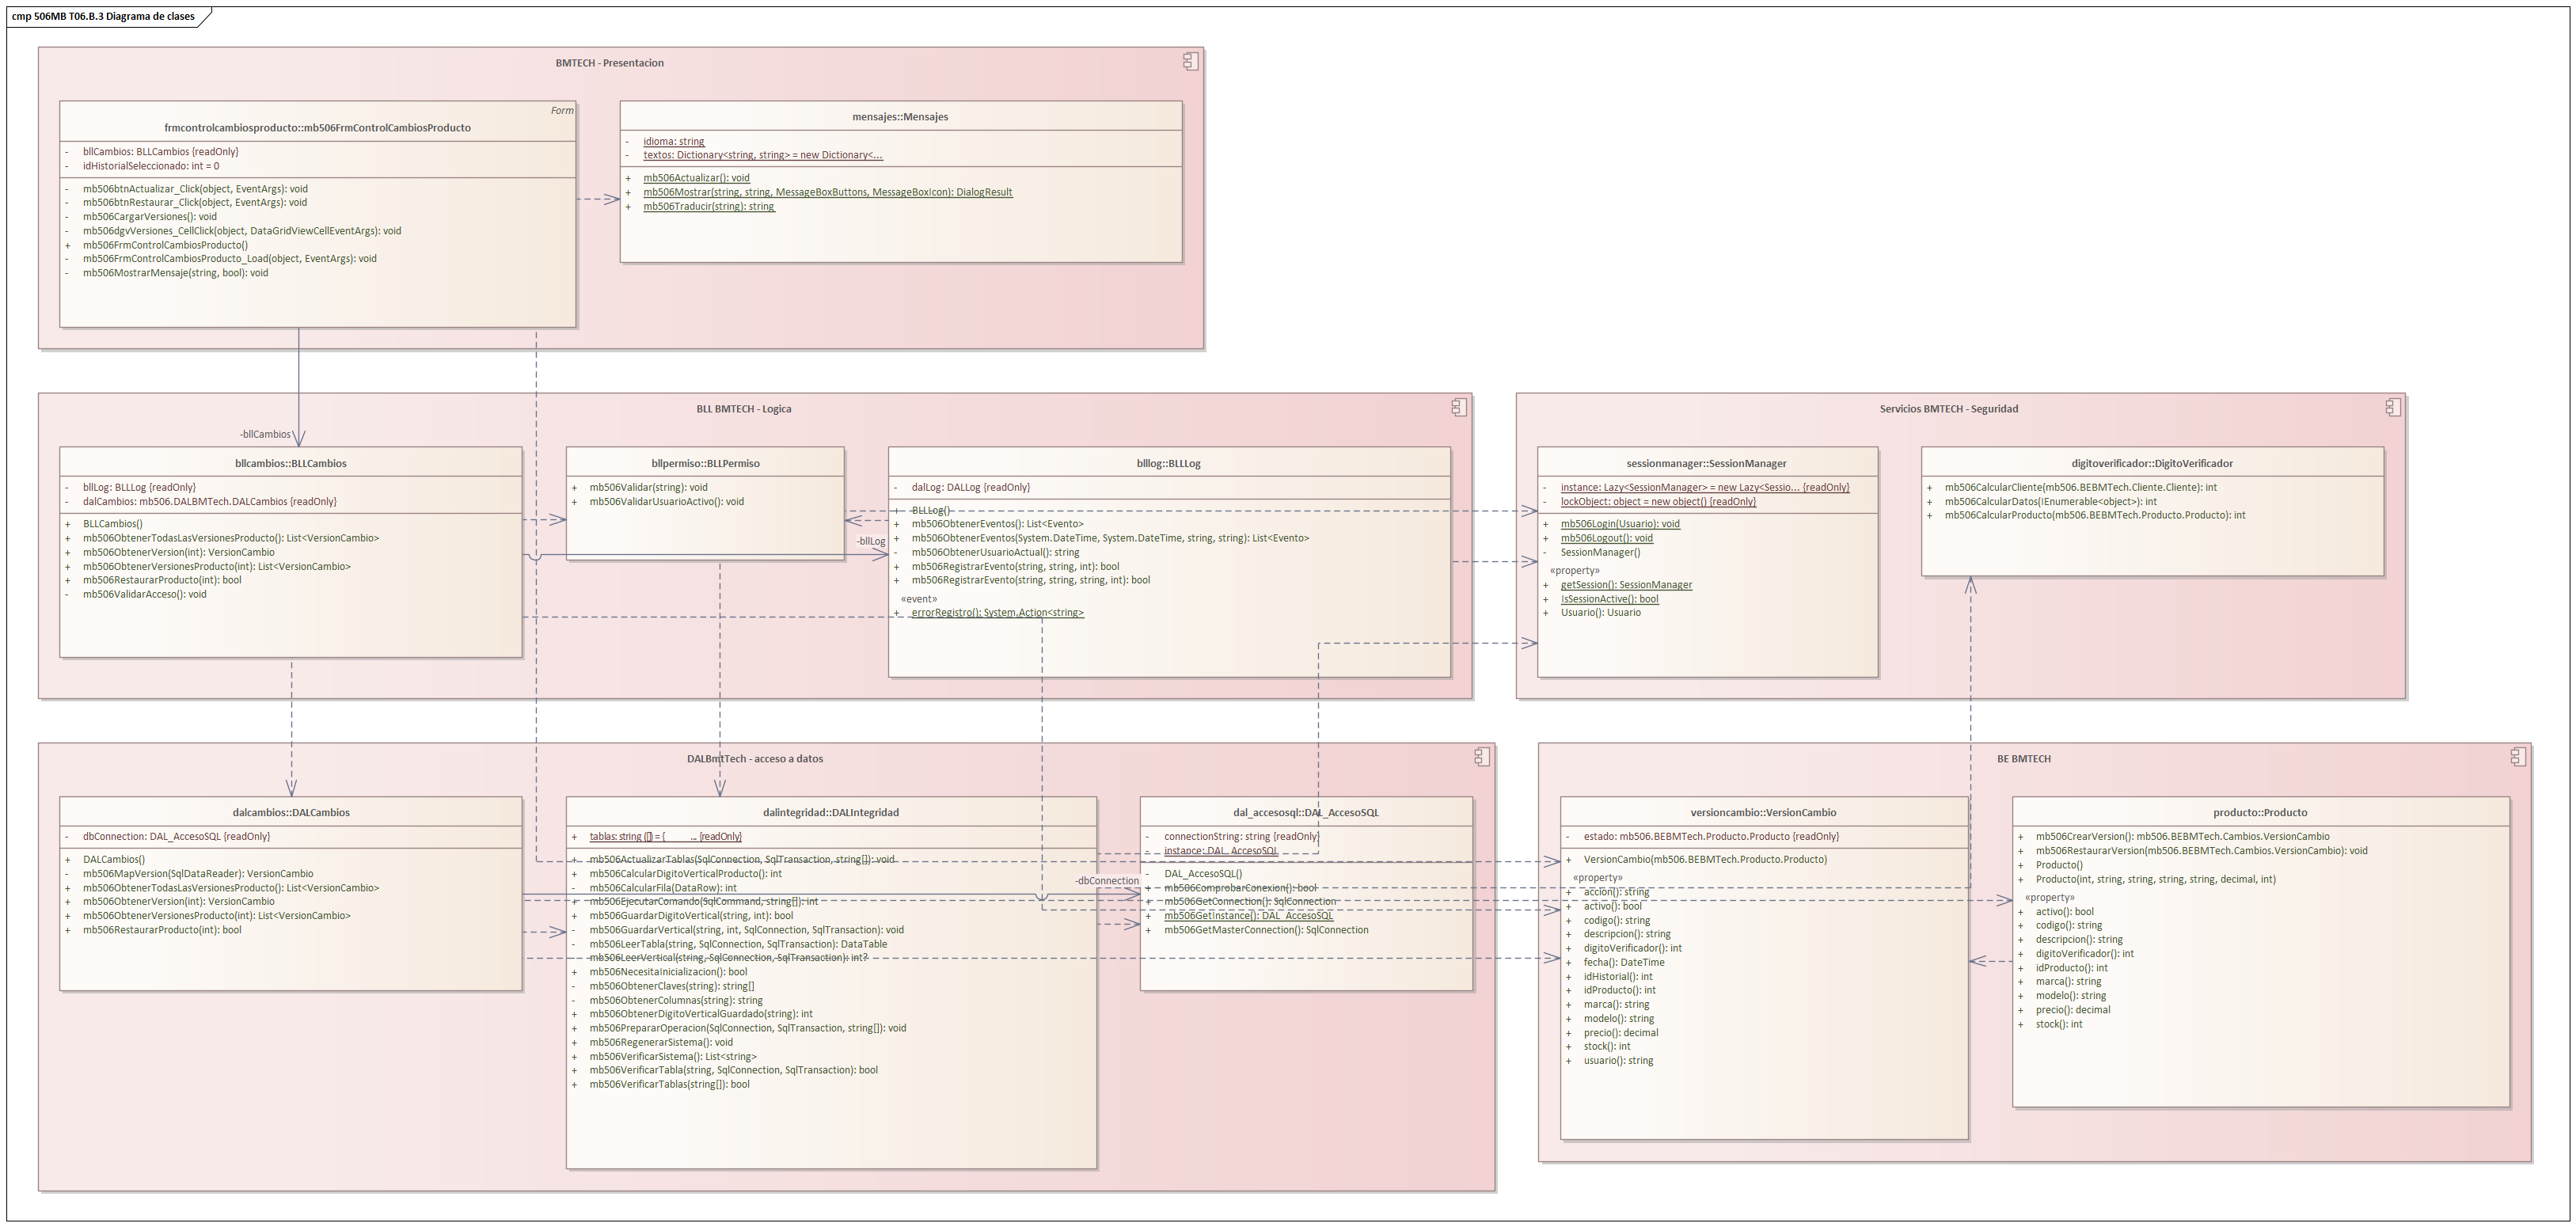 cmp 506MB T06.B.3 Diagrama de clases
BMTECH - Presentacion
Form
frmcontrolcambiosproducto::mb506FrmControlCambiosProducto
- bllCambios: BLLCambios {readOnly}
- idHistorialSeleccionado: int = 0
- mb506btnActualizar_Click(object, EventArgs): void
- mb506btnRestaurar_Click(object, EventArgs): void
- mb506CargarVersiones(): void
- mb506dgvVersiones_CellClick(object, DataGridViewCellEventArgs): void
+ mb506FrmControlCambiosProducto()
- mb506FrmControlCambiosProducto_Load(object, EventArgs): void
- mb506MostrarMensaje(string, bool): void
mensajes::Mensajes
- idioma: string
- textos: Dictionary<string, string> = new Dictionary<...
+ mb506Actualizar(): void
+ mb506Mostrar(string, string, MessageBoxButtons, MessageBoxIcon): DialogResult
+ mb506Traducir(string): string
BLL BMTECH - Logica
-bllCambios
bllcambios::BLLCambios
- bllLog: BLLLog {readOnly}
- dalCambios: mb506.DALBMTech.DALCambios {readOnly}
+ BLLCambios()
+ mb506ObtenerTodasLasVersionesProducto(): List<VersionCambio>
+ mb506ObtenerVersion(int): VersionCambio
+ mb506ObtenerVersionesProducto(int): List<VersionCambio>
+ mb506RestaurarProducto(int): bool
- mb506ValidarAcceso(): void
bllpermiso::BLLPermiso
+ mb506Validar(string): void
+ mb506ValidarUsuarioActivo(): void
-bllLog
blllog::BLLLog
- dalLog: DALLog {readOnly}
+ BLLLog()
+ mb506ObtenerEventos(): List<Evento>
+ mb506ObtenerEventos(System.DateTime, System.DateTime, string, string): List<Evento>
- mb506ObtenerUsuarioActual(): string
+ mb506RegistrarEvento(string, string, int): bool
+ mb506RegistrarEvento(string, string, string, int): bool
«event»
+ errorRegistro(): System.Action<string>
Servicios BMTECH - Seguridad
sessionmanager::SessionManager
- instance: Lazy<SessionManager> = new Lazy<Sessio... {readOnly}
- lockObject: object = new object() {readOnly}
+ mb506Login(Usuario): void
+ mb506Logout(): void
- SessionManager()
«property»
+ getSession(): SessionManager
+ IsSessionActive(): bool
+ Usuario(): Usuario
digitoverificador::DigitoVerificador
+ mb506CalcularCliente(mb506.BEBMTech.Cliente.Cliente): int
+ mb506CalcularDatos(IEnumerable<object>): int
+ mb506CalcularProducto(mb506.BEBMTech.Producto.Producto): int
DALBmtTech - acceso a datos
dalcambios::DALCambios
- dbConnection: DAL_AccesoSQL {readOnly}
+ DALCambios()
- mb506MapVersion(SqlDataReader): VersionCambio
+ mb506ObtenerTodasLasVersionesProducto(): List<VersionCambio>
+ mb506ObtenerVersion(int): VersionCambio
+ mb506ObtenerVersionesProducto(int): List<VersionCambio>
+ mb506RestaurarProducto(int): bool
dalintegridad::DALIntegridad
+ tablas: string ([]) = { ... {readOnly}
+ mb506ActualizarTablas(SqlConnection, SqlTransaction, string[]): void
+ mb506CalcularDigitoVerticalProducto(): int
- mb506CalcularFila(DataRow): int
+ mb506EjecutarComando(SqlCommand, string[]): int
+ mb506GuardarDigitoVertical(string, int): bool
- mb506GuardarVertical(string, int, SqlConnection, SqlTransaction): void
- mb506LeerTabla(string, SqlConnection, SqlTransaction): DataTable
- mb506LeerVertical(string, SqlConnection, SqlTransaction): int?
+ mb506NecesitaInicializacion(): bool
- mb506ObtenerClaves(string): string[]
- mb506ObtenerColumnas(string): string
+ mb506ObtenerDigitoVerticalGuardado(string): int
+ mb506PrepararOperacion(SqlConnection, SqlTransaction, string[]): void
+ mb506RegenerarSistema(): void
+ mb506VerificarSistema(): List<string>
+ mb506VerificarTabla(string, SqlConnection, SqlTransaction): bool
+ mb506VerificarTablas(string[]): bool
-dbConnection
dal_accesosql::DAL_AccesoSQL
- connectionString: string {readOnly}
- instance: DAL_AccesoSQL
- DAL_AccesoSQL()
+ mb506ComprobarConexion(): bool
+ mb506GetConnection(): SqlConnection
+ mb506GetInstance(): DAL_AccesoSQL
+ mb506GetMasterConnection(): SqlConnection
BE BMTECH
versioncambio::VersionCambio
- estado: mb506.BEBMTech.Producto.Producto {readOnly}
+ VersionCambio(mb506.BEBMTech.Producto.Producto)
«property»
+ accion(): string
+ activo(): bool
+ codigo(): string
+ descripcion(): string
+ digitoVerificador(): int
+ fecha(): DateTime
+ idHistorial(): int
+ idProducto(): int
+ marca(): string
+ modelo(): string
+ precio(): decimal
+ stock(): int
+ usuario(): string
producto::Producto
+ mb506CrearVersion(): mb506.BEBMTech.Cambios.VersionCambio
+ mb506RestaurarVersion(mb506.BEBMTech.Cambios.VersionCambio): void
+ Producto()
+ Producto(int, string, string, string, string, decimal, int)
«property»
+ activo(): bool
+ codigo(): string
+ descripcion(): string
+ digitoVerificador(): int
+ idProducto(): int
+ marca(): string
+ modelo(): string
+ precio(): decimal
+ stock(): int